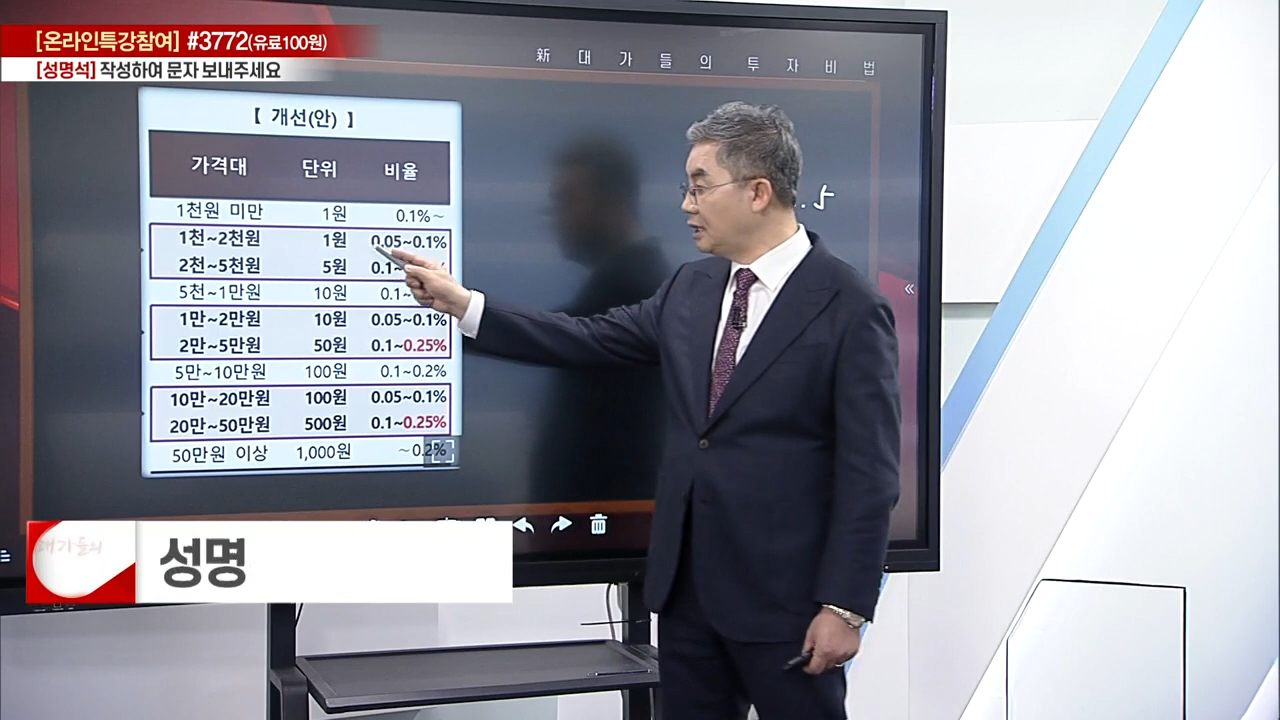 [온라인특강참여] #3772(유료100원)
[성명석] 작성하여 문자 보내주세요
新 대 가 들 의 투 자 비 법
【 개선(안) 】
가격대 단위 비율
1천원 미만 1원 0.1%~
1천~2천원 1원 0.05~0.1%
2천~5천원 5원 0.1~
5천~1만원 10원 0.1~
1만~2만원 10원 0.05~0.1%
2만~5만원 50원 0.1~0.25%
5만~10만원 100원 0.1~0.2%
10만~20만원 100원 0.05~0.1%
20만~50만원 500원 0.1~0.25%
50만원 이상 1,000원 ~0.2%
.5
성명